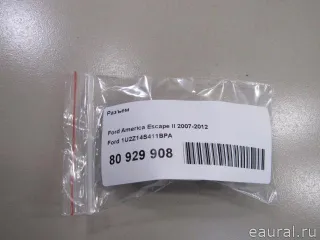 Разъем
Ford America Escape II 2007-2012
Ford 1U2Z14S411BPA
80 929 908
eaural.ru